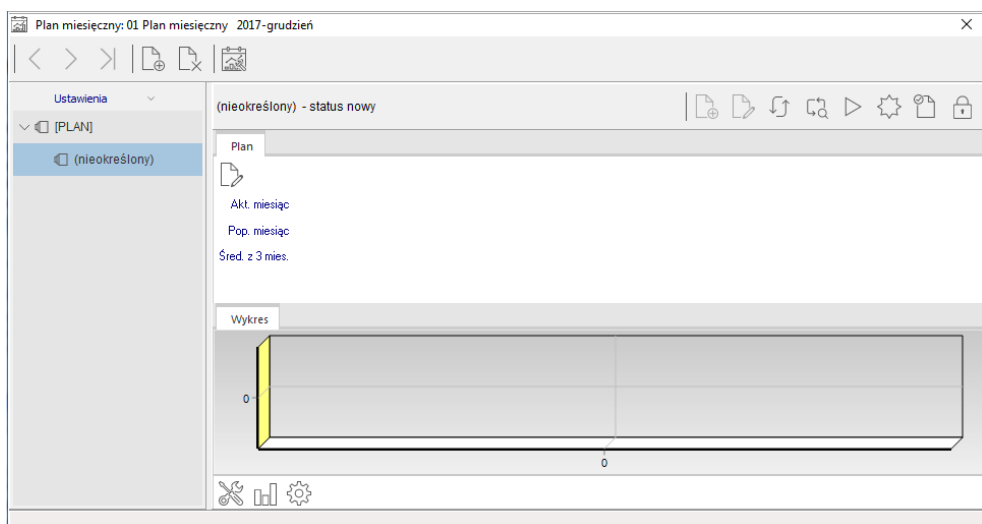 Plan miesięczny: 01 Plan miesięczny 2017-grudzień
Ustawienia
(nieokreślony) - status nowy
[PLAN]
(nieokreślony)
Plan
Akt. miesiąc
Pop. miesiąc
Śred. z 3 mies.
Wykres
0
0